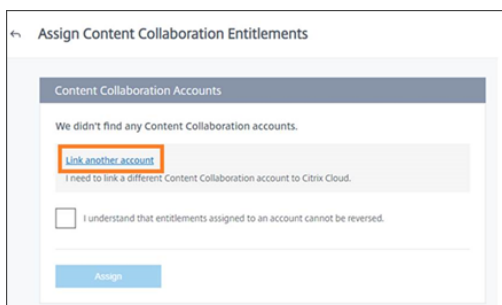 Assign Content Collaboration Entitlements
Content Collaboration Accounts
We didn't find any Content Collaboration accounts.
Link another account
I need to link a different Content Collaboration account to Citrix Cloud.
I understand that entitlements assigned to an account cannot be reversed.
Assign